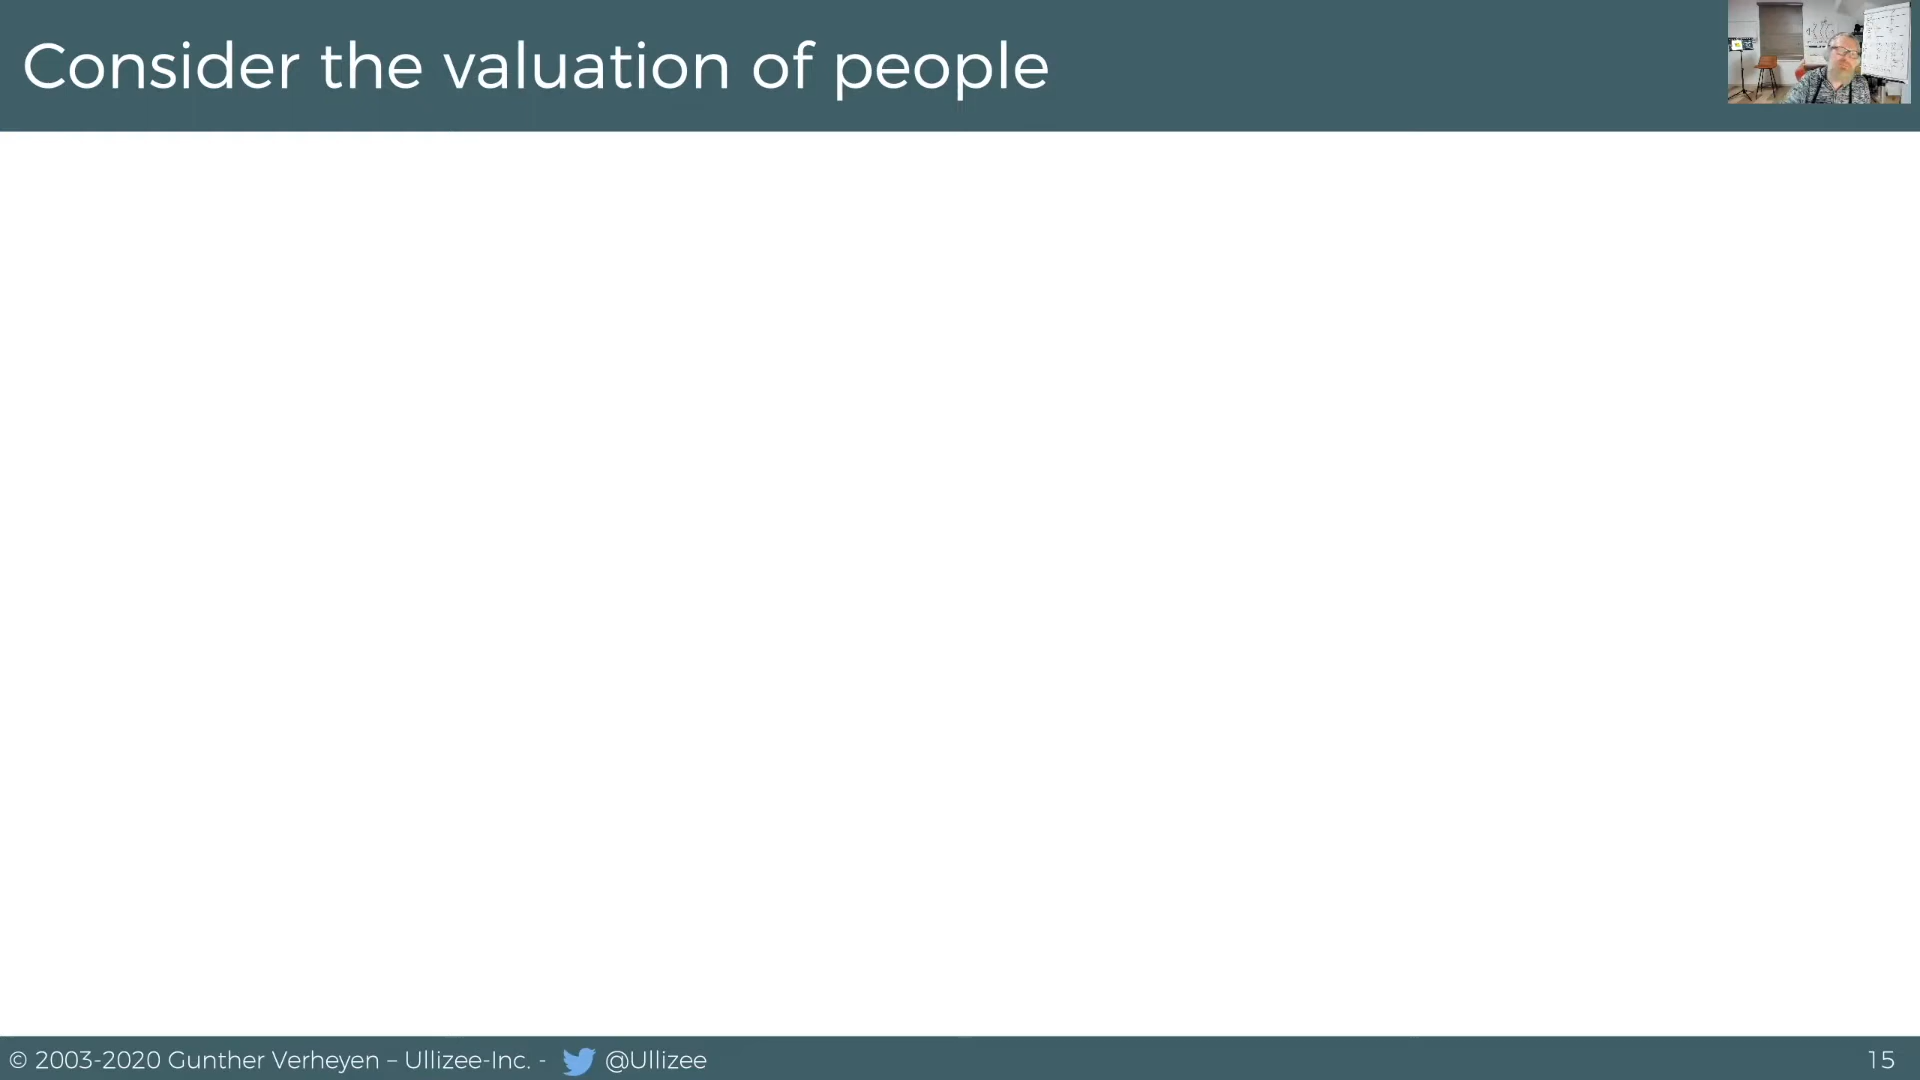 Consider the valuation of people
© 2003-2020 Gunther Verheyen – Ullizee-Inc. - @Ullizee
15